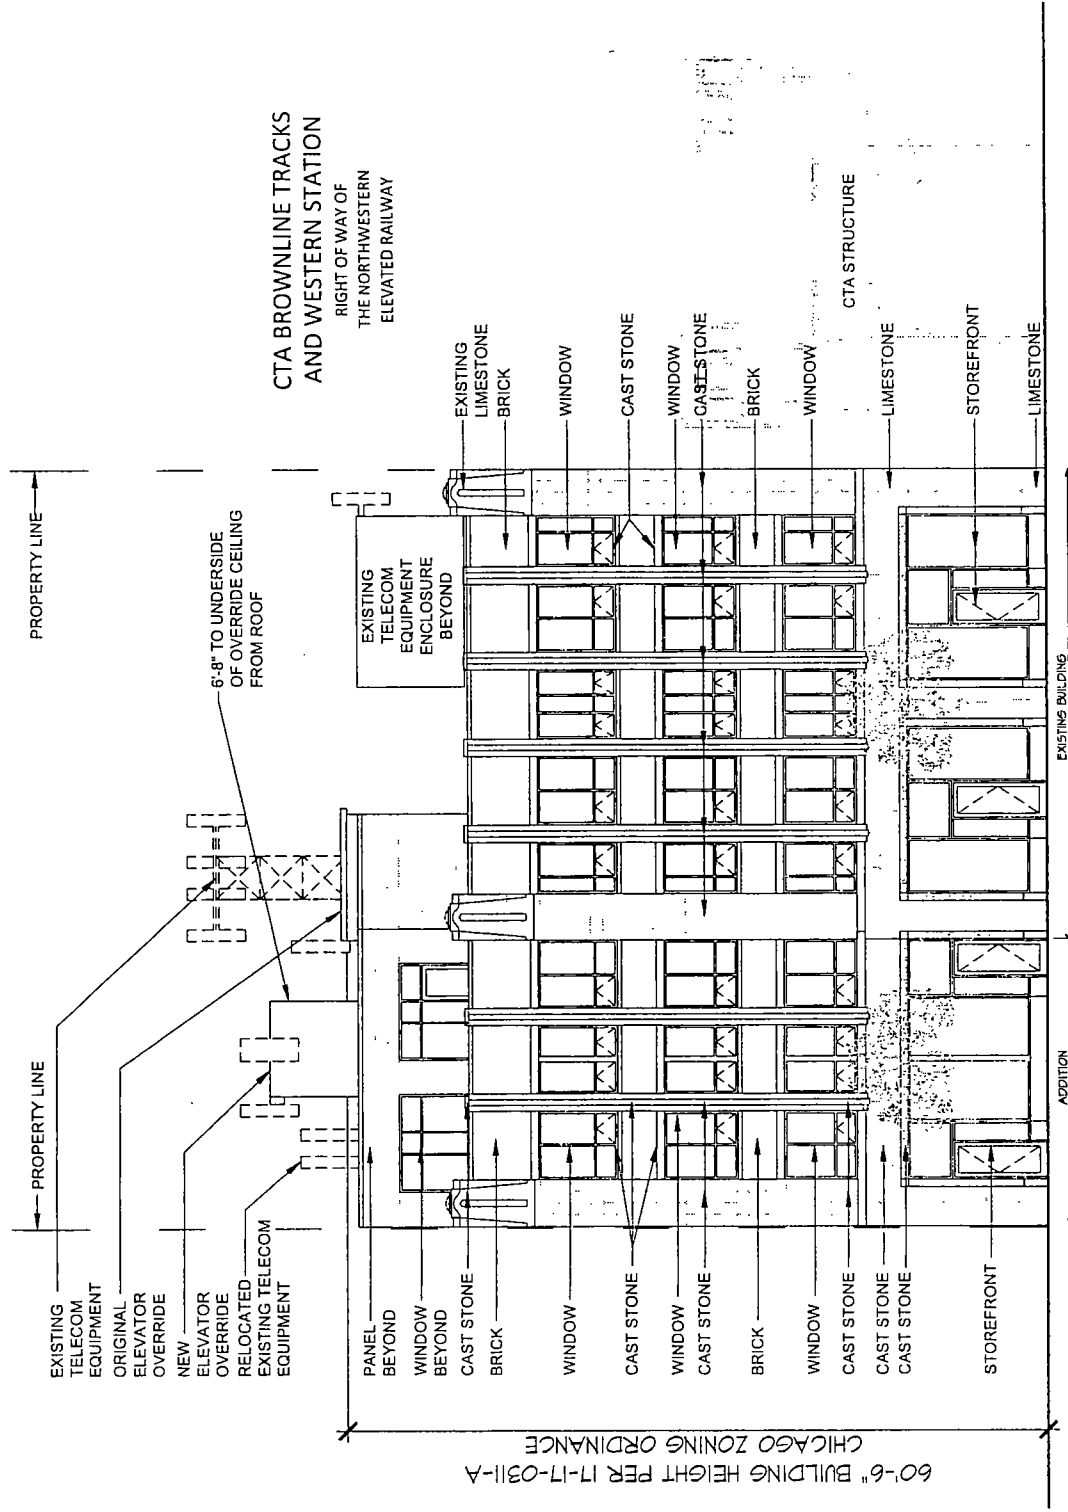 PROPERTY LINE
PROPERTY LINE
EXISTING
TELECOM
EQUIPMENT
ORIGINAL
ELEVATOR
OVERRIDE
NEW
ELEVATOR
OVERRIDE
RELOCATED
EXISTING TELECOM
EQUIPMENT
6'-8" TO UNDERSIDE
OF OVERRIDE CEILING
FROM ROOF
CTA BROWNLINE TRACKS
AND WESTERN STATION
RIGHT OF WAY OF
THE NORTHWESTERN
ELEVATED RAILWAY
PANEL
BEYOND
WINDOW
BEYOND
CAST STONE
BRICK
WINDOW
CAST STONE
WINDOW
CAST STONE
BRICK
WINDOW
CAST STONE
CAST STONE
CAST STONE
STOREFRONT
EXISTING
TELECOM
EQUIPMENT
ENCLOSURE
BEYOND
EXISTING
LIMESTONE
BRICK
WINDOW
CAST STONE
WINDOW
CAST STONE
BRICK
WINDOW
CTA STRUCTURE
LIMESTONE
STOREFRONT
LIMESTONE
ADDITION
EXISTING BUILDING
60'-6" BUILDING HEIGHT PER 17-17-0311-A
CHICAGO ZONING ORDINANCE